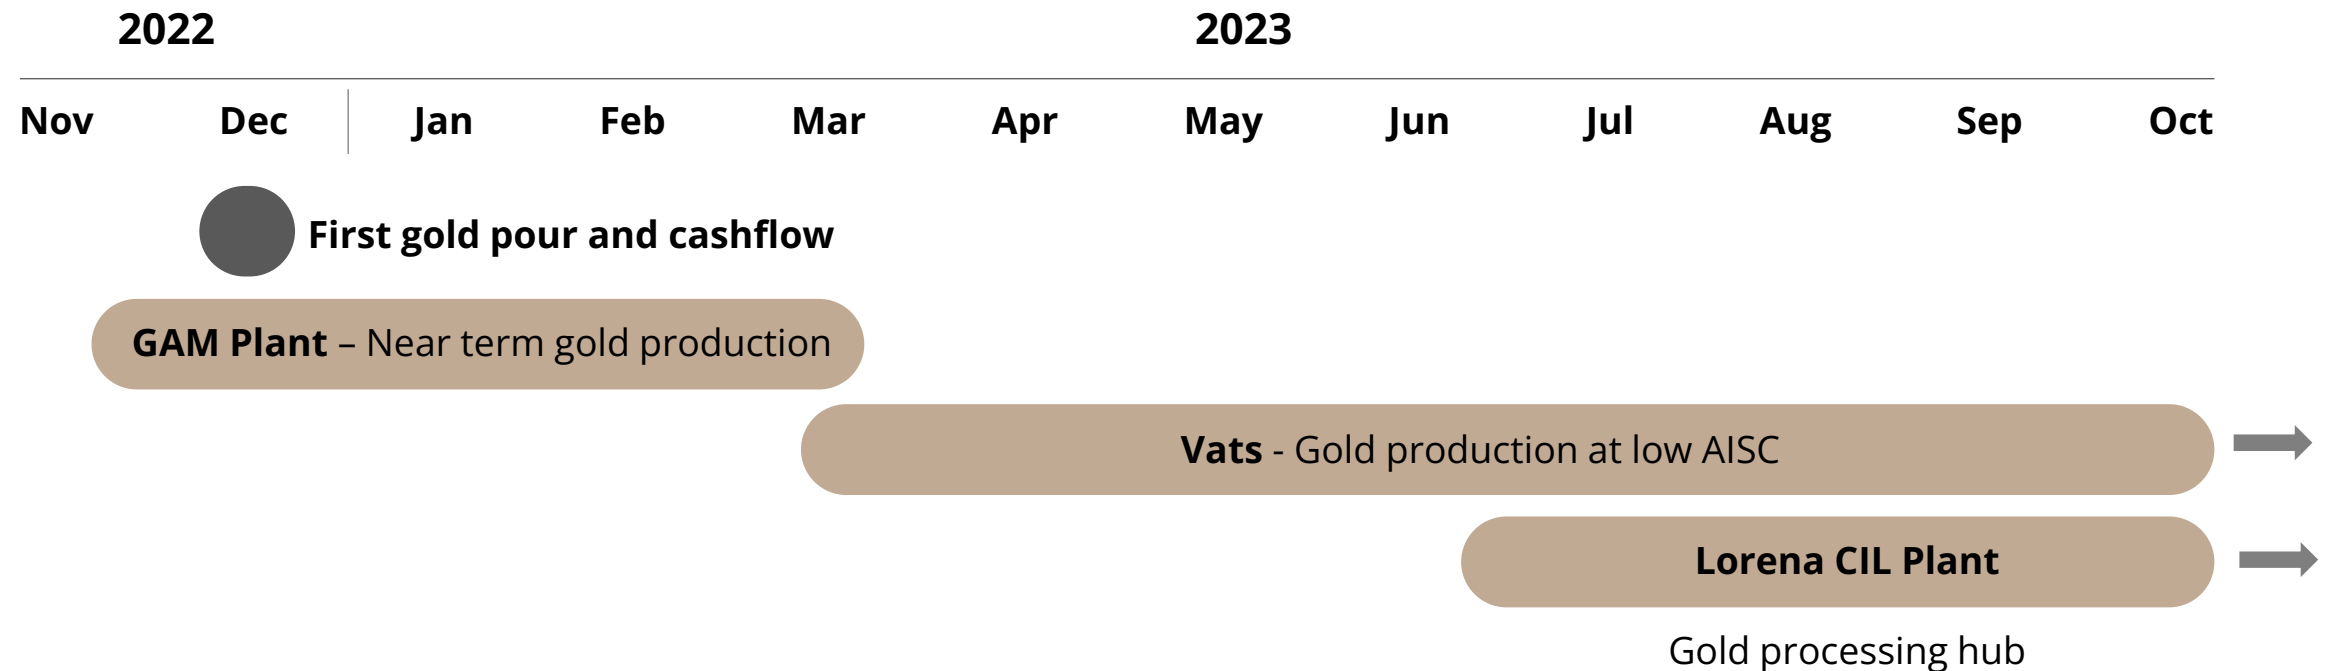 2022 2023
Nov Dec Jan Feb Mar Apr May Jun Jul Aug Sep Oct
First gold pour and cashflow
GAM Plant – Near term gold production
Vats - Gold production at low AISC
Lorena CIL Plant
Gold processing hub